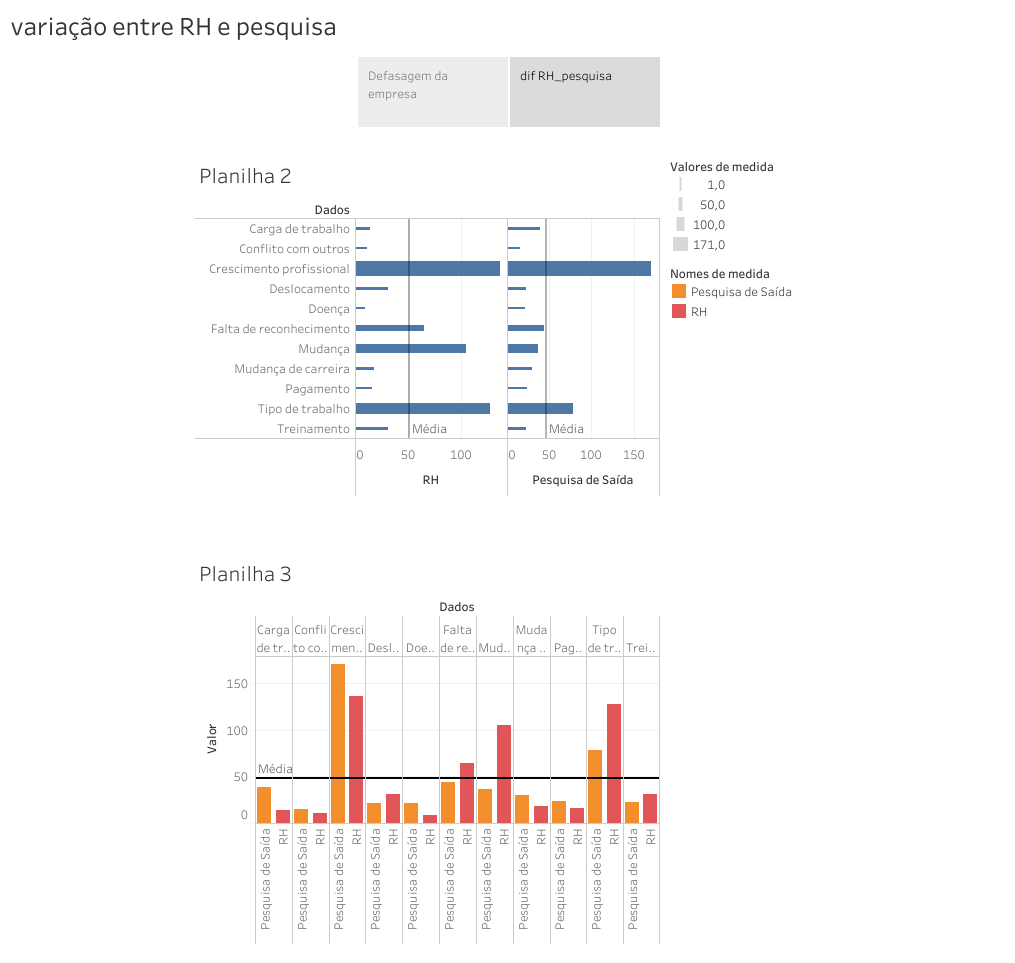 variação entre RH e pesquisa
Defasagem da
empresa
dif RH_pesquisa
Planilha 2
Dados
Carga de trabalho
Conflito com outros
Crescimento profissional
Deslocamento
Doença
Falta de reconhecimento
Mudança
Mudança de carreira
Pagamento
Tipo de trabalho
Treinamento
Média
Média
0 50 100
0 50 100 150
RH
Pesquisa de Saída
Valores de medida
1,0
50,0
100,0
171,0
Nomes de medida
Pesquisa de Saída
RH
Planilha 3
Dados
Carga
de tr..
Confli
to co..
Cresci
men..
Desl..
Doe..
Falta
de re..
Mud..
Muda
nça ..
Pag..
Tipo
de tr..
Trei..
Valor
150
100
50
0
Média
Pesquisa de Saída
RH
Pesquisa de Saída
RH
Pesquisa de Saída
RH
Pesquisa de Saída
RH
Pesquisa de Saída
RH
Pesquisa de Saída
RH
Pesquisa de Saída
RH
Pesquisa de Saída
RH
Pesquisa de Saída
RH
Pesquisa de Saída
RH
Pesquisa de Saída
RH